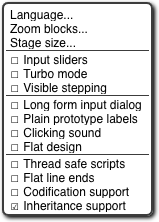 Language...
Zoom blocks...
Stage size...
☐ Input sliders
☐ Turbo mode
☐ Visible stepping
☐ Long form input dialog
☐ Plain prototype labels
☐ Clicking sound
☐ Flat design
☐ Thread safe scripts
☐ Flat line ends
☐ Codification support
☑ Inheritance support